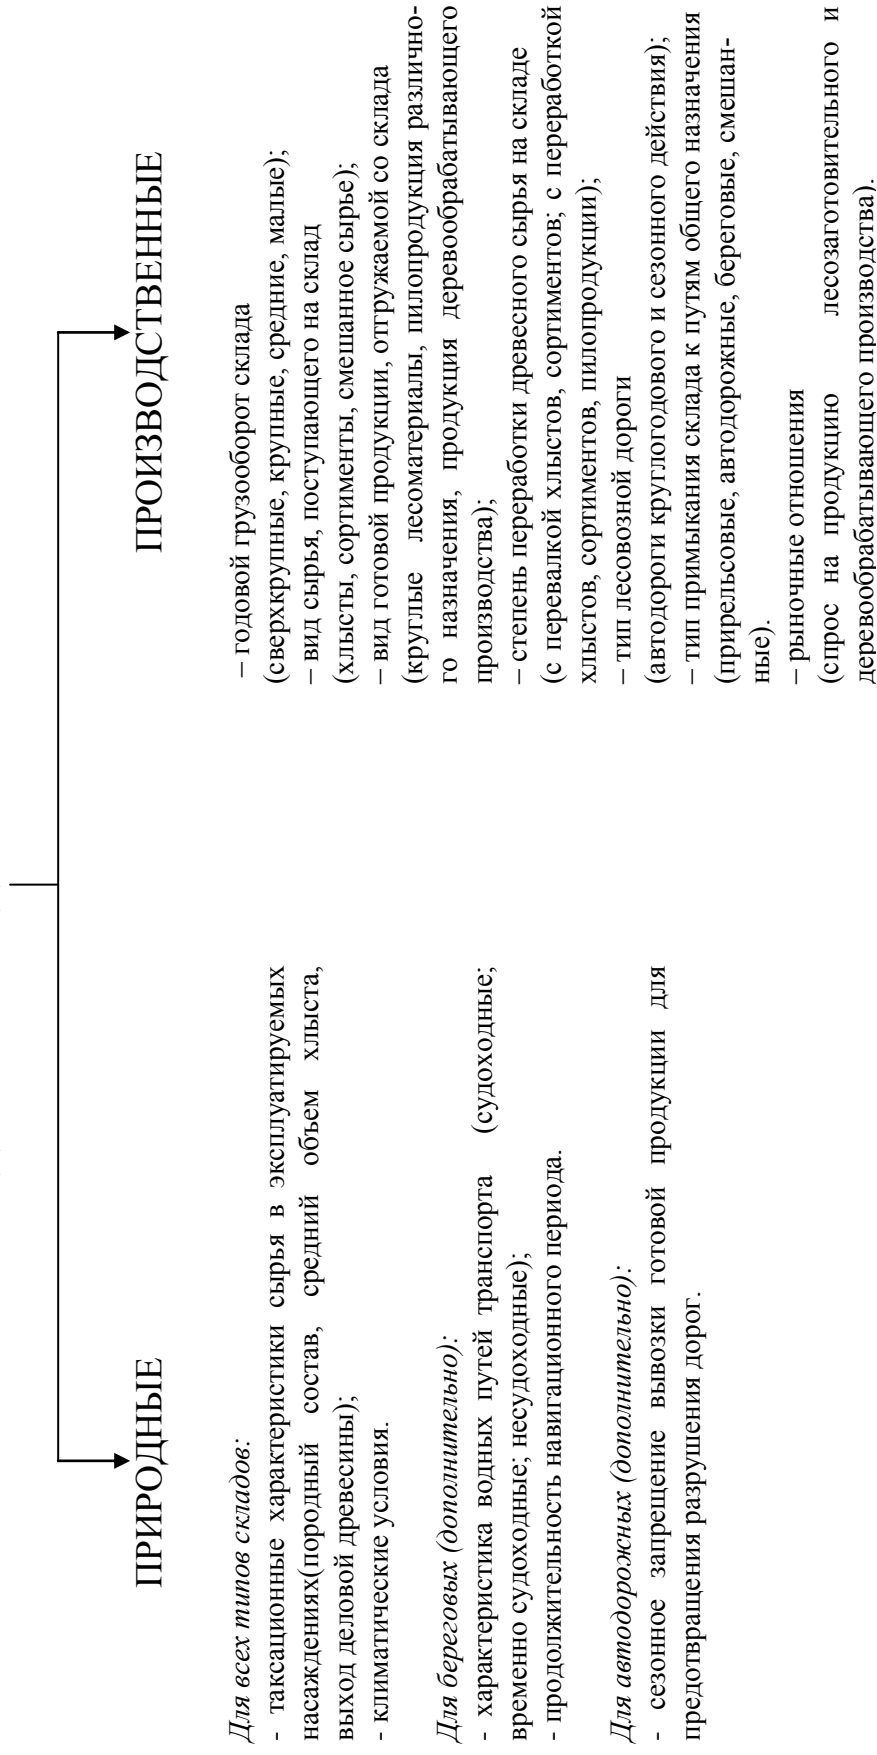 ПРИРОДНЫЕ
Для всех типов складов:
- таксационные характеристики сырья в эксплуатируемых
насаждениях(породный состав, средний объем хлыста,
выход деловой древесины);
- климатические условия.
Для береговых (дополнительно):
- характеристика водных путей транспорта (судоходные;
временно судоходные; несудоходные);
- продолжительность навигационного периода.
Для автодорожных (дополнительно):
- сезонное запрещение вывозки готовой продукции для
предотвращения разрушения дорог.
ПРОИЗВОДСТВЕННЫЕ
– годовой грузооборот склада
(сверхкрупные, крупные, средние, малые);
– вид сырья, поступающего на склад
(хлысты, сортименты, смешанное сырье);
– вид готовой продукции, отгружаемой со склада
(круглые лесоматериалы, пилопродукция различно-
го назначения, продукция деревообрабатывающего
производства);
– степень переработки древесного сырья на складе
(с перевалкой хлыстов, сортиментов; с переработкой
хлыстов, сортиментов, пилопродукции);
– тип лесовозной дороги
(автодороги круглогодового и сезонного действия);
– тип примыкания склада к путям общего назначения
(прирельсовые, автодорожные, береговые, смешан-
ные).
– рыночные отношения
(спрос на продукцию лесозаготовительного и
деревообрабатывающего производства).